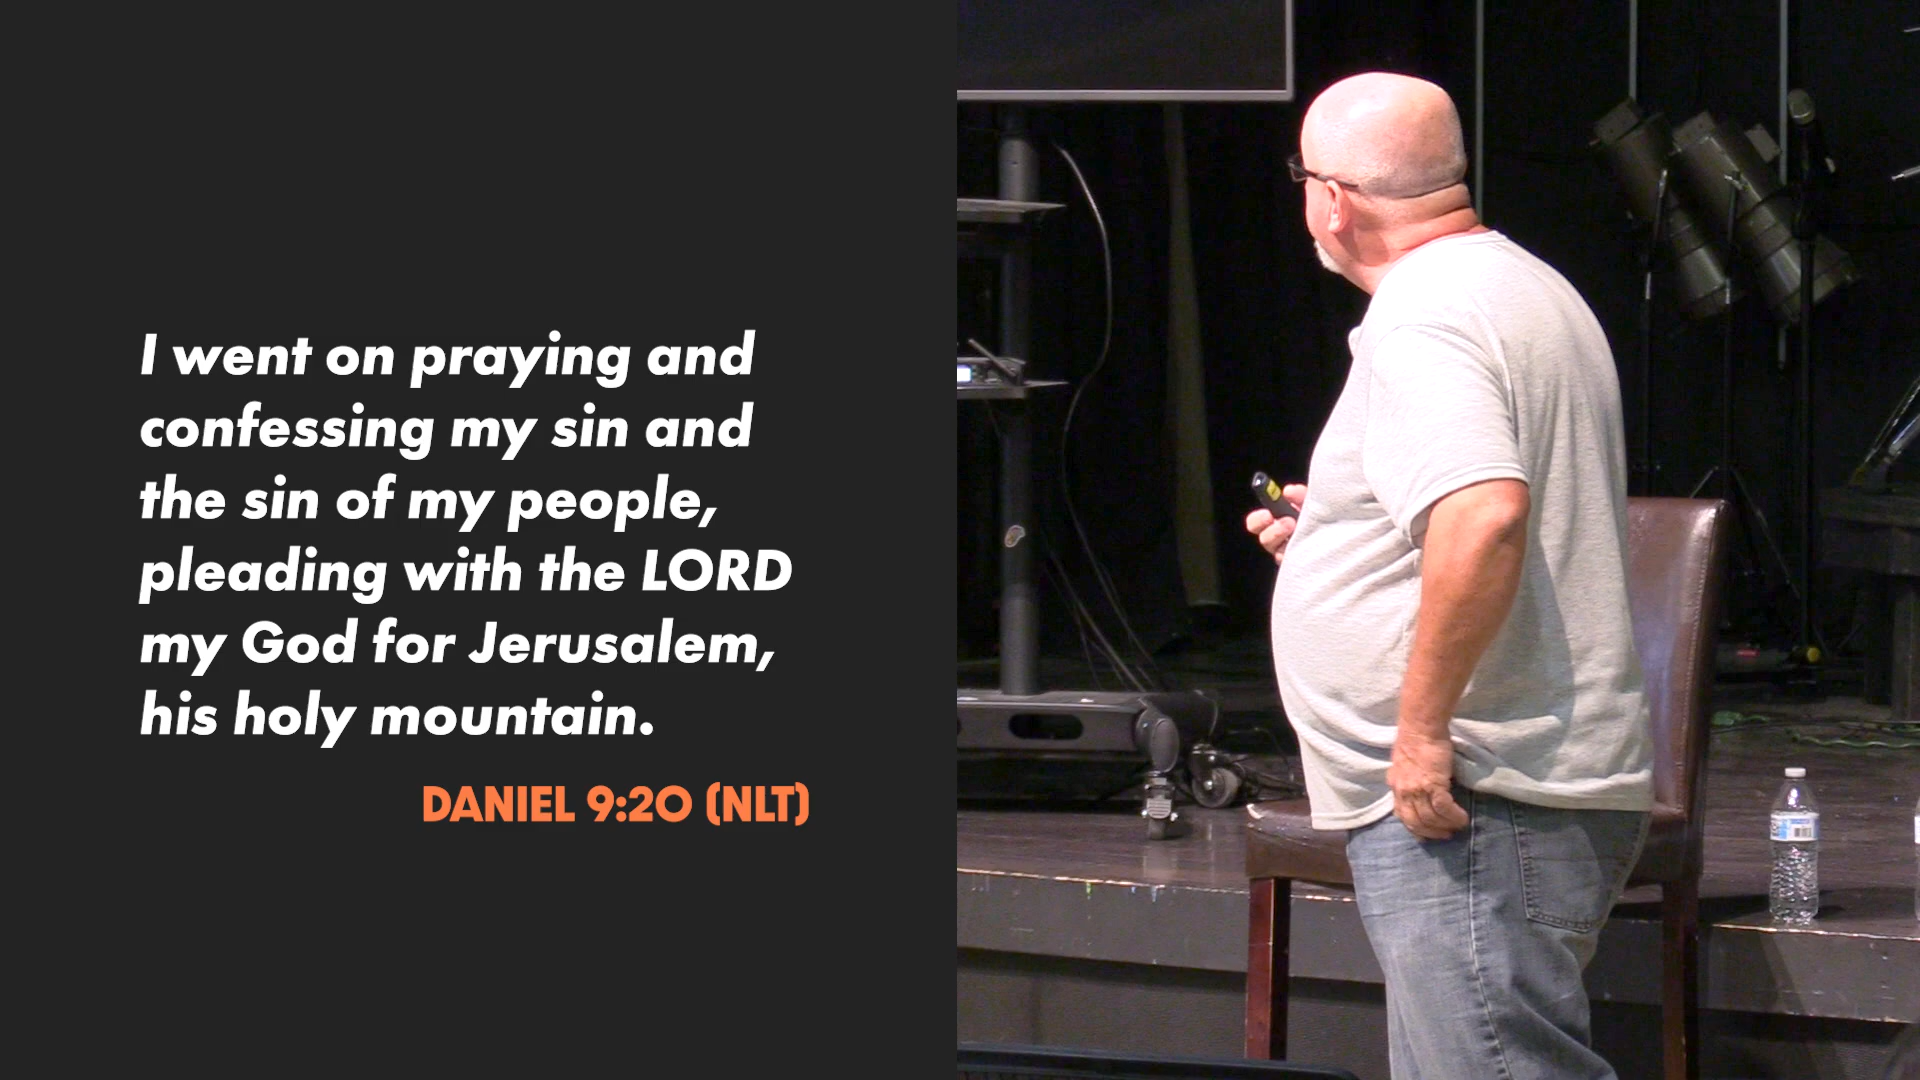 I went on praying and
confessing my sin and
the sin of my people,
pleading with the LORD
my God for Jerusalem,
his holy mountain.
DANIEL 9:20 (NLT)